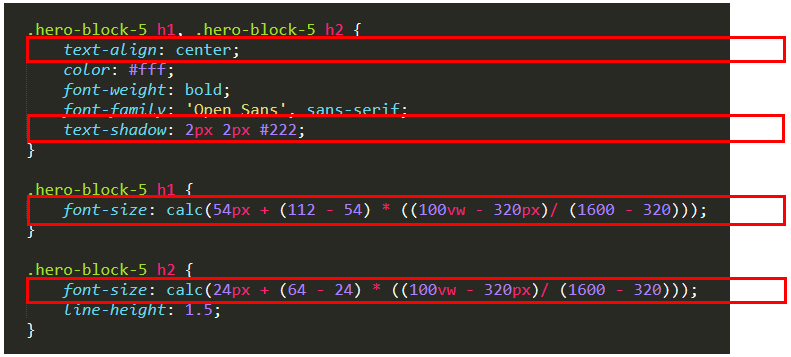 .hero-block-5 h1, .hero-block-5 h2 {
text-align: center;
color: #fff;
font-weight: bold;
font-family: 'Open Sans', sans-serif;
text-shadow: 2px 2px #222;
}
.hero-block-5 h1 {
font-size: calc(54px + (112 - 54) * ((100vw - 320px)/ (1600 - 320)));
}
.hero-block-5 h2 {
font-size: calc(24px + (64 - 24) * ((100vw - 320px)/ (1600 - 320)));
line-height: 1.5;
}